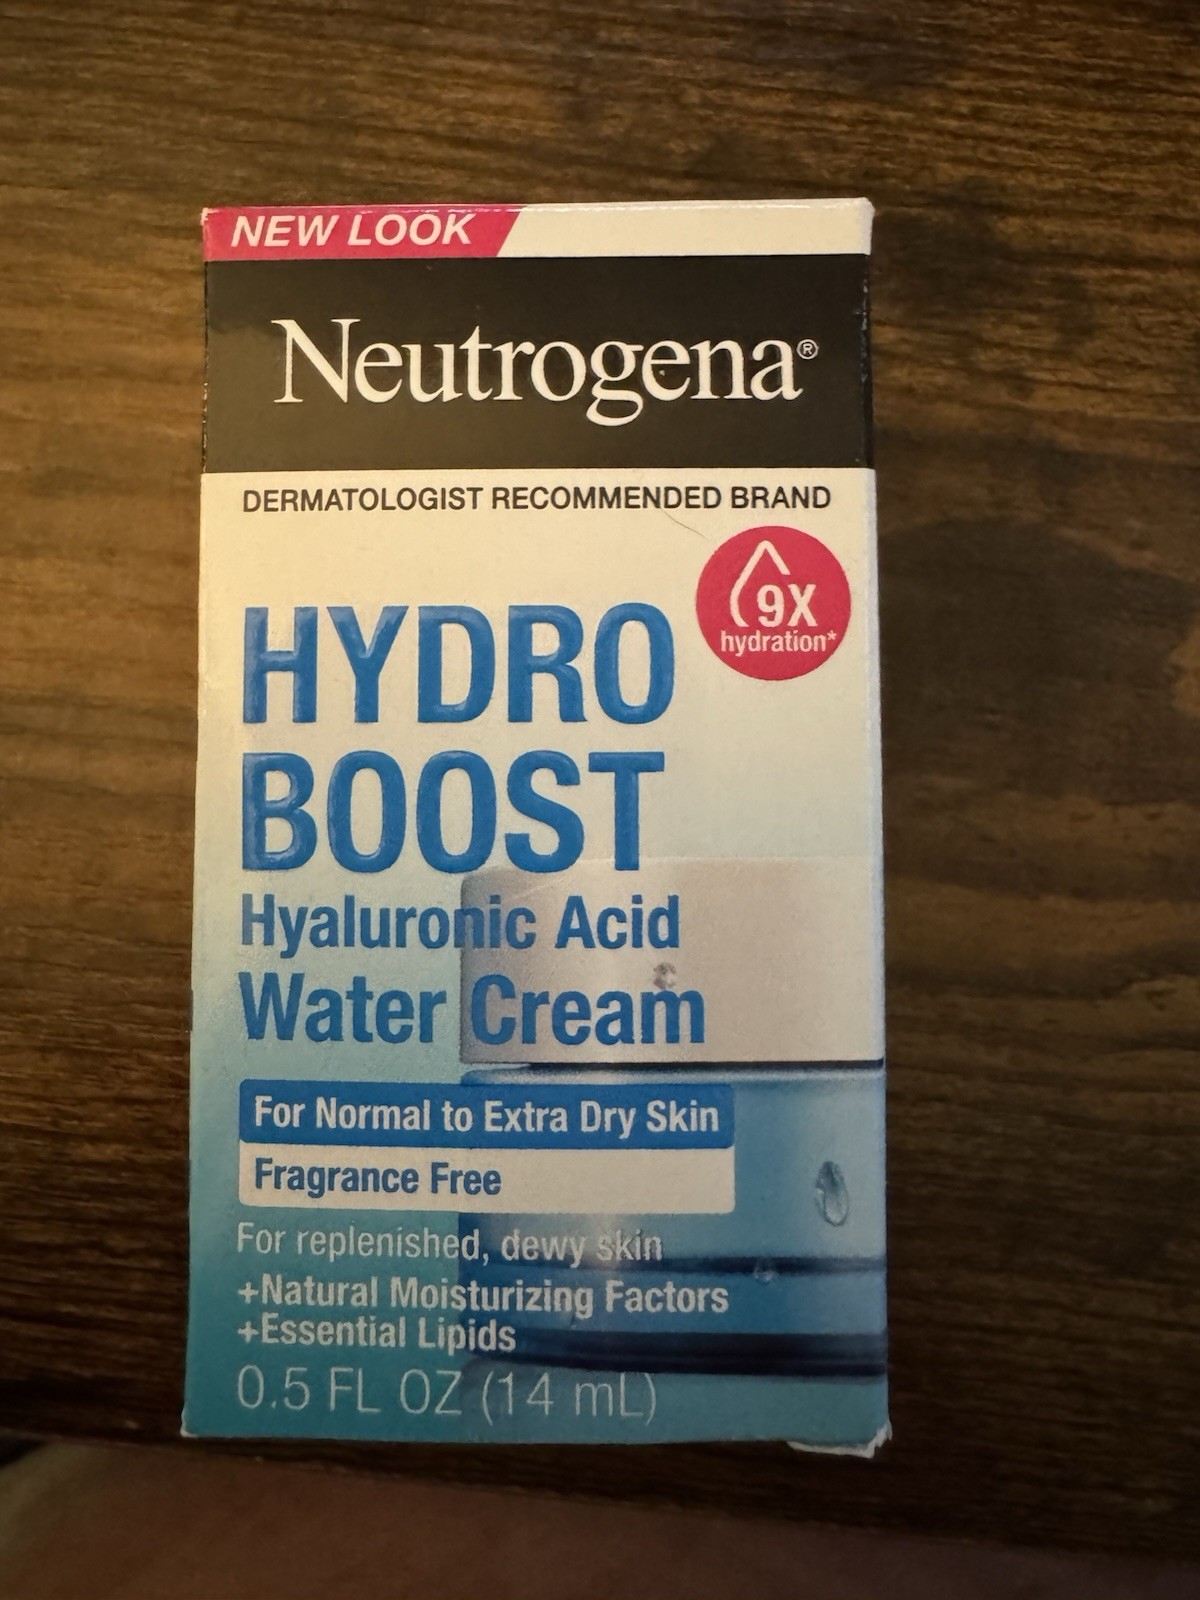 NEW LOOK
Neutrogena®
DERMATOLOGIST RECOMMENDED BRAND
9X
hydration*
HYDRO
BOOST
Hyaluronic Acid
Water Cream
For Normal to Extra Dry Skin
Fragrance Free
For replenished, dewy skin
+Natural Moisturizing Factors
+Essential Lipids
0.5 FL OZ (14 mL)